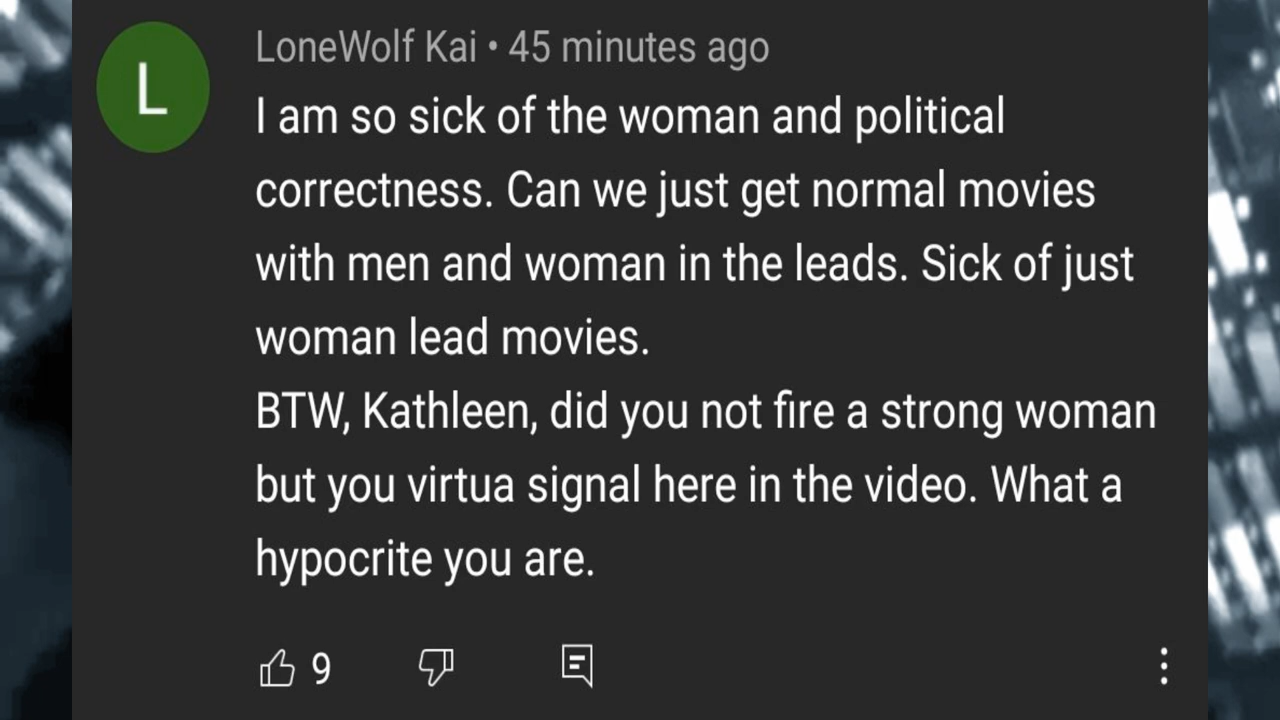 L
LoneWolf Kai • 45 minutes ago
I am so sick of the woman and political
correctness. Can we just get normal movies
with men and woman in the leads. Sick of just
woman lead movies.
BTW, Kathleen, did you not fire a strong woman
but you virtua signal here in the video. What a
hypocrite you are.
9